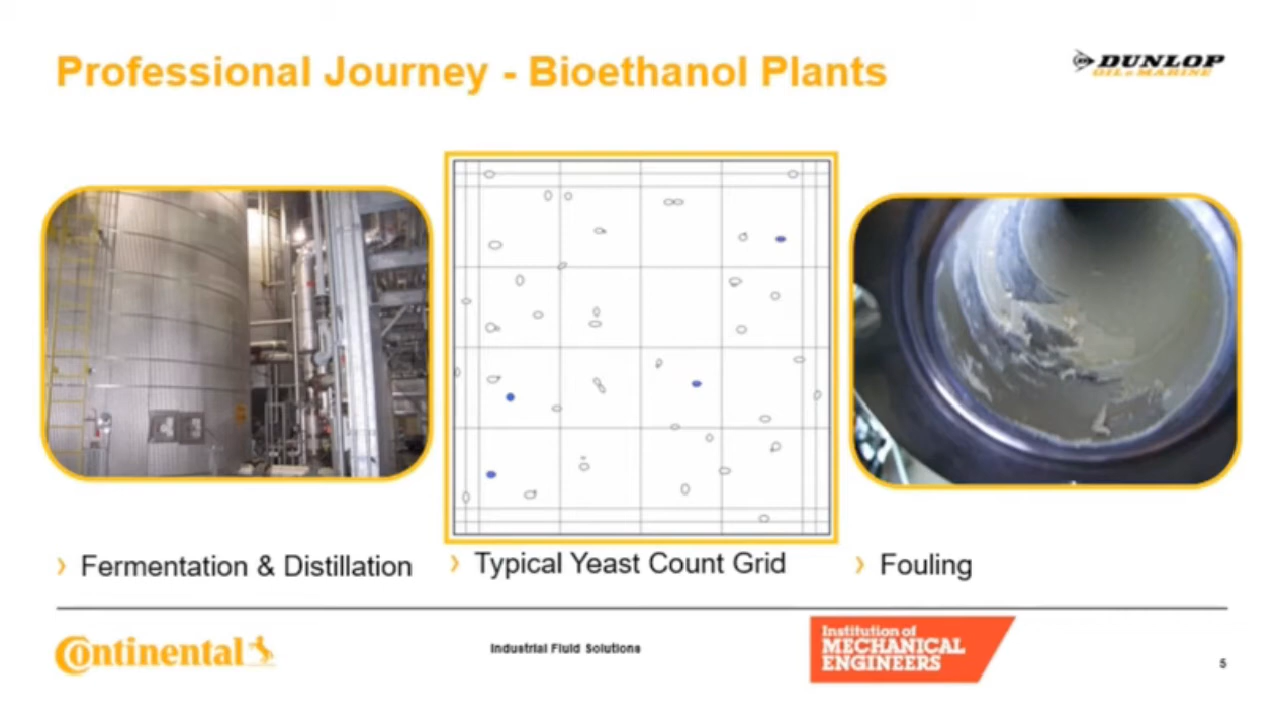 Professional Journey - Bioethanol Plants
DUNLOP
OIL & MARINE
› Fermentation & Distillation
› Typical Yeast Count Grid
› Fouling
Continental
Industrial Fluid Solutions
Institution of
MECHANICAL
ENGINEERS
5